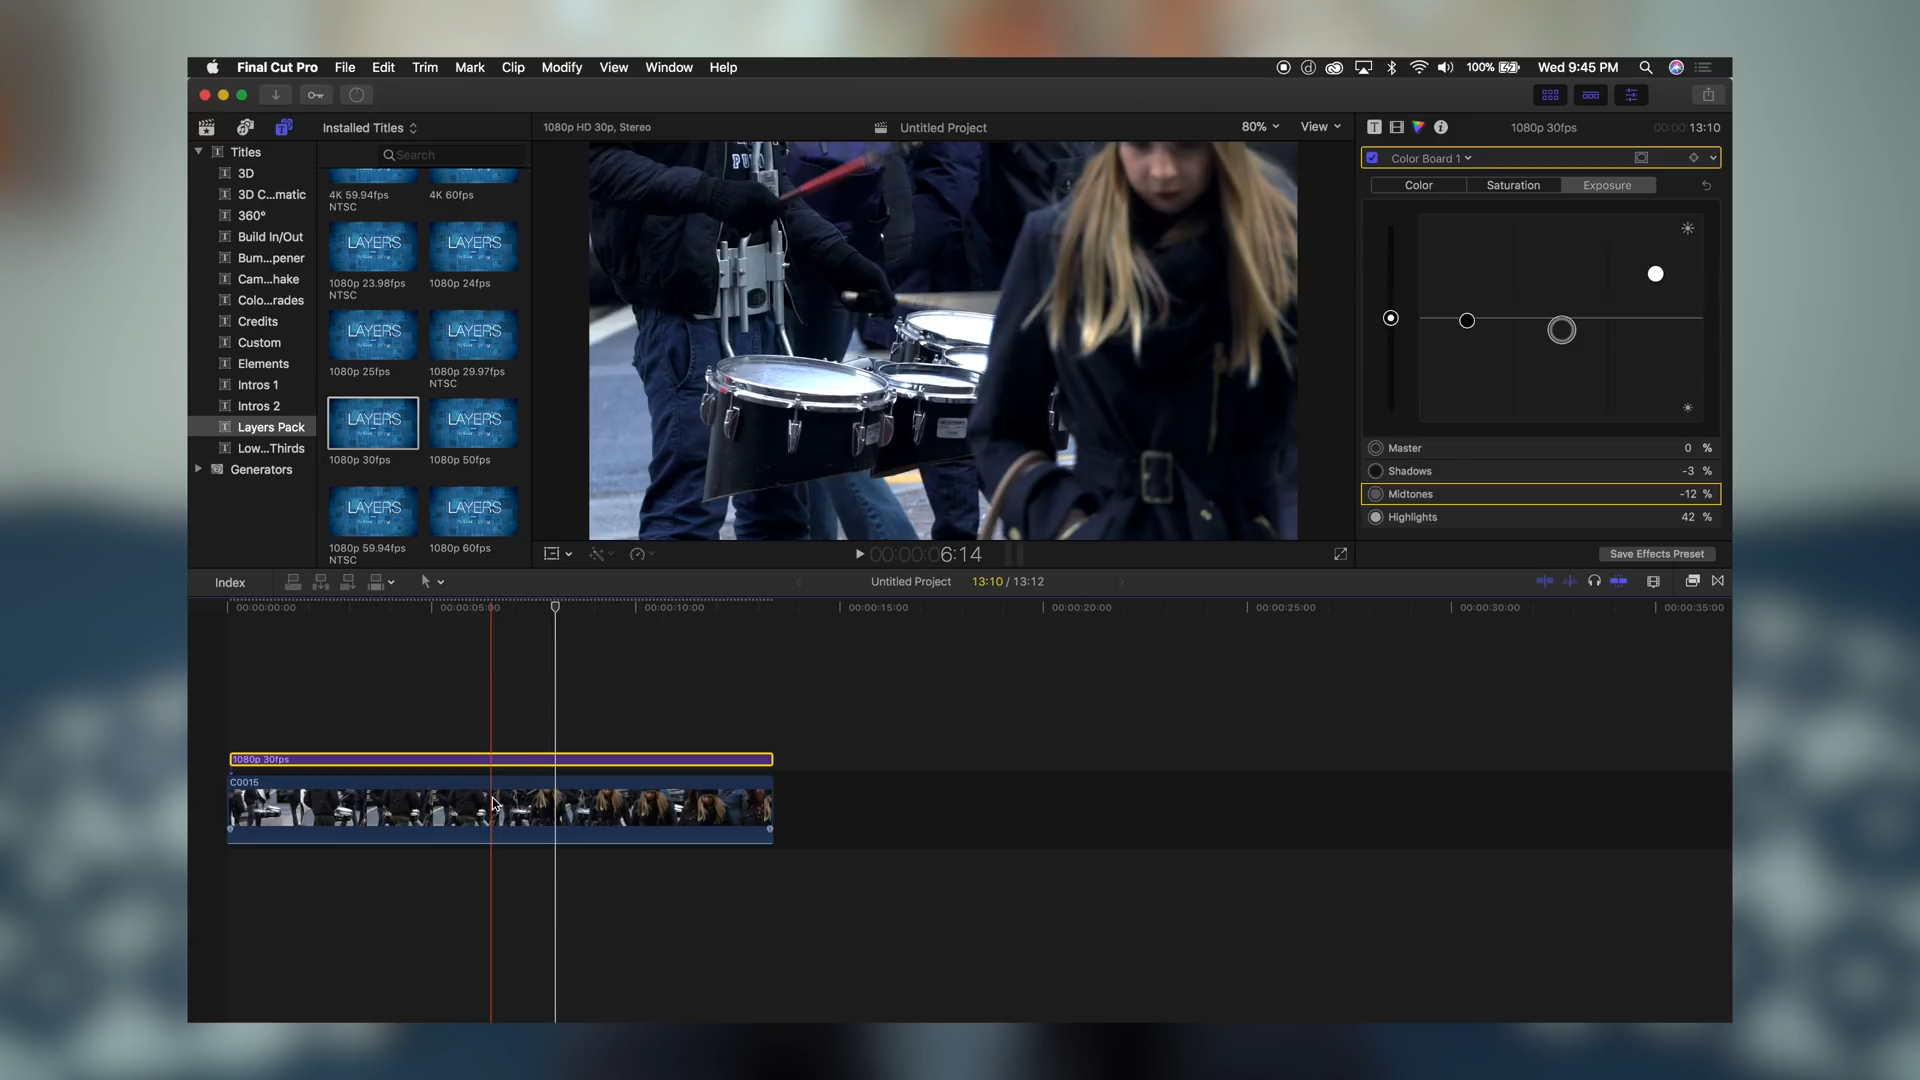 Final Cut Pro File Edit Trim Mark Clip Modify View Window Help
100% Wed 9:45 PM
Installed Titles
1080p HD 30p, Stereo
Untitled Project
80% View
1080p 30fps
00:00:13:10
Titles
3D
3D C...matic
360°
Build In/Out
Bum...pener
Cam...hake
Colo...rades
Credits
Custom
Elements
Intros 1
Intros 2
Layers Pack
Low...Thirds
Generators
Search
4K 59.94fps NTSC
4K 60fps
LAYERS
1080p 23.98fps NTSC
LAYERS
1080p 24fps
LAYERS
1080p 25fps
LAYERS
1080p 29.97fps NTSC
LAYERS
1080p 30fps
LAYERS
1080p 50fps
LAYERS
1080p 59.94fps NTSC
LAYERS
1080p 60fps
Color Board 1
Color Saturation Exposure
Master 0 %
Shadows -3 %
Midtones -12 %
Highlights 42 %
00:00:06:14
Save Effects Preset
Index
Untitled Project 13:10 / 13:12
00:00:00:00 00:00:05:00 00:00:10:00 00:00:15:00 00:00:20:00 00:00:25:00 00:00:30:00 00:00:35:00
1080p 30fps
C0015